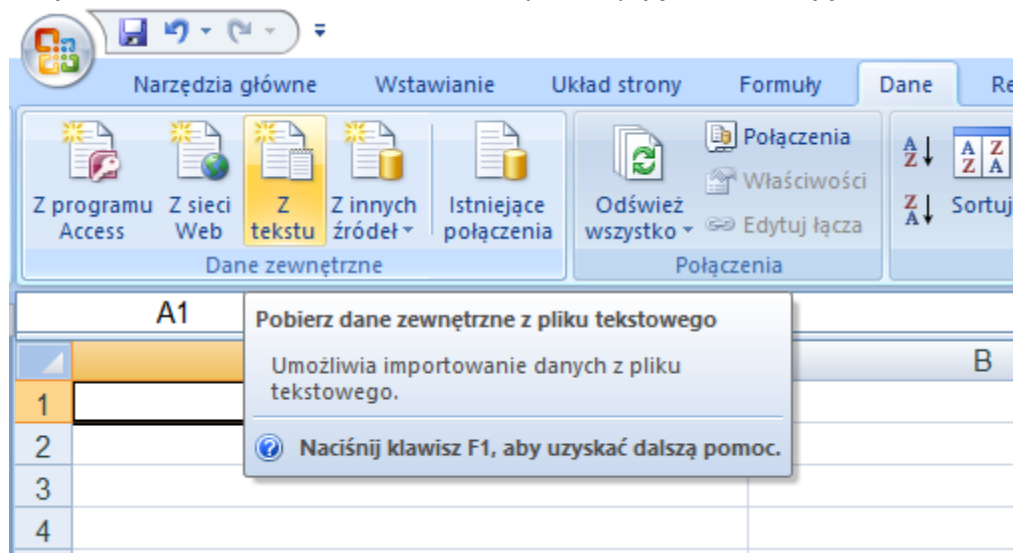 Narzędzia główne Wstawianie Układ strony Formuły Dane Re
Z programu Access
Z sieci Web
Z tekstu
Z innych źródeł
Istniejące połączenia
Dane zewnętrzne
Odśwież wszystko
Połączenia
Właściwości
Edytuj łącza
Połączenia
A Z
Z A
A Z
Z A
Sortuj
A1
Pobierz dane zewnętrzne z pliku tekstowego
Umożliwia importowanie danych z pliku
tekstowego.
Naciśnij klawisz F1, aby uzyskać dalszą pomoc.
B
1
2
3
4